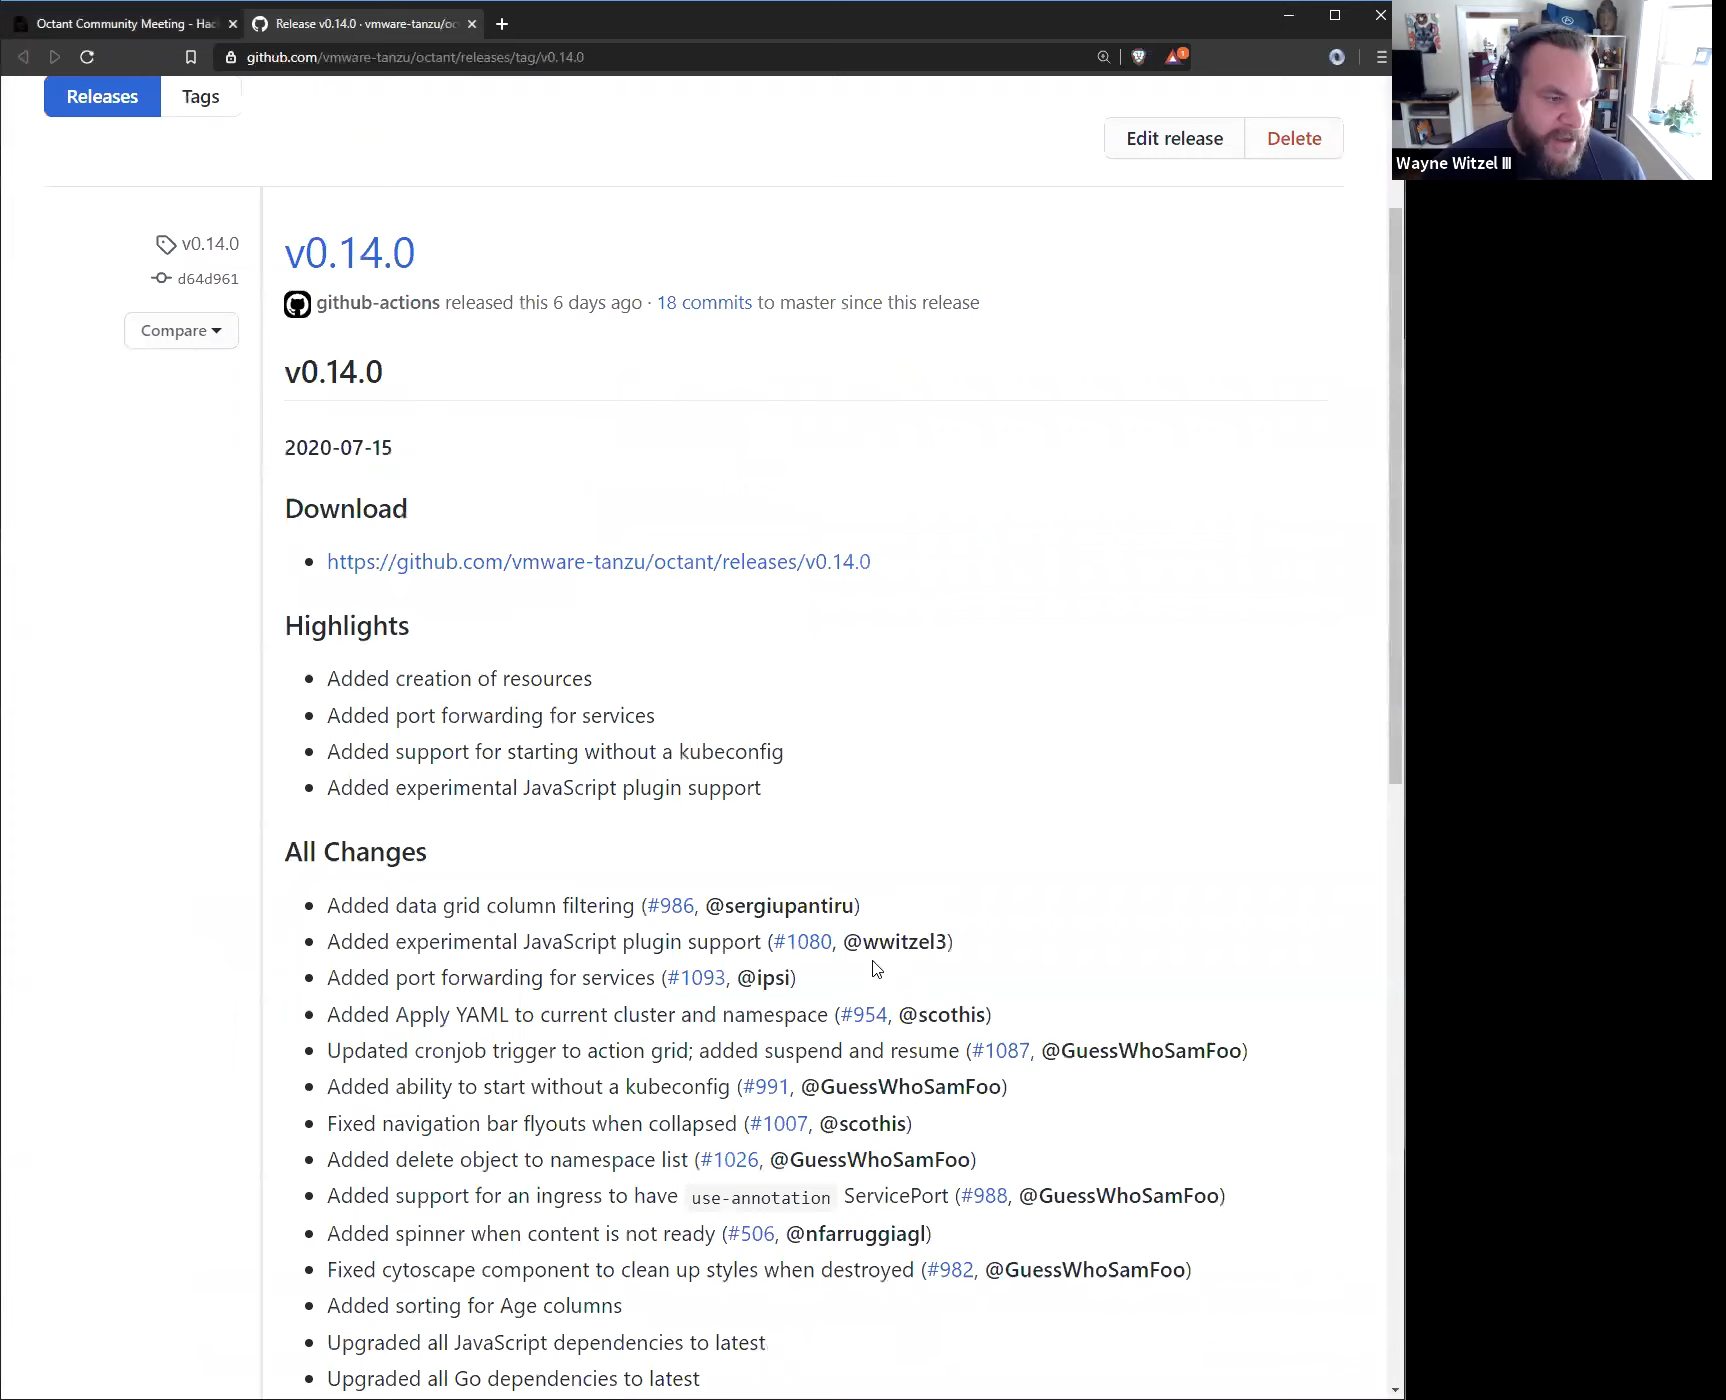 Octant Community Meeting - Hac
Release v0.14.0 · vmware-tanzu/oc
github.com/vmware-tanzu/octant/releases/tag/v0.14.0
1
Wayne Witzel III
Releases
Tags
Edit release
Delete
v0.14.0
d64d961
Compare
v0.14.0
github-actions released this 6 days ago · 18 commits to master since this release
v0.14.0
2020-07-15
Download
• https://github.com/vmware-tanzu/octant/releases/v0.14.0
Highlights
• Added creation of resources
• Added port forwarding for services
• Added support for starting without a kubeconfig
• Added experimental JavaScript plugin support
All Changes
• Added data grid column filtering (#986, @sergiupantiru)
• Added experimental JavaScript plugin support (#1080, @wwitzel3)
• Added port forwarding for services (#1093, @ipsi)
• Added Apply YAML to current cluster and namespace (#954, @scothis)
• Updated cronjob trigger to action grid; added suspend and resume (#1087, @GuessWhoSamFoo)
• Added ability to start without a kubeconfig (#991, @GuessWhoSamFoo)
• Fixed navigation bar flyouts when collapsed (#1007, @scothis)
• Added delete object to namespace list (#1026, @GuessWhoSamFoo)
• Added support for an ingress to have use-annotation ServicePort (#988, @GuessWhoSamFoo)
• Added spinner when content is not ready (#506, @nfarruggiagl)
• Fixed cytoscape component to clean up styles when destroyed (#982, @GuessWhoSamFoo)
• Added sorting for Age columns
• Upgraded all JavaScript dependencies to latest
• Upgraded all Go dependencies to latest